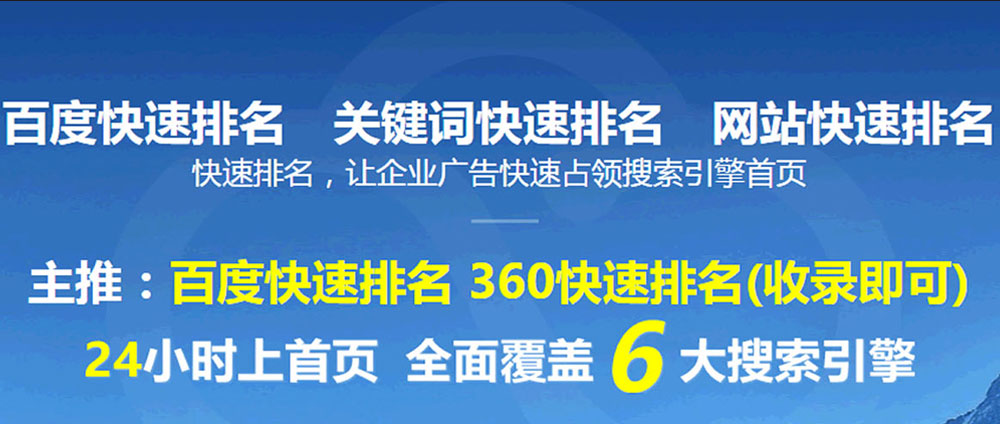 百度快速排名 关键词快速排名 网站快速排名
快速排名，让企业广告快速占领搜索引擎首页
主推：百度快速排名 360快速排名(收录即可)
24小时上首页 全面覆盖 6 大搜索引擎